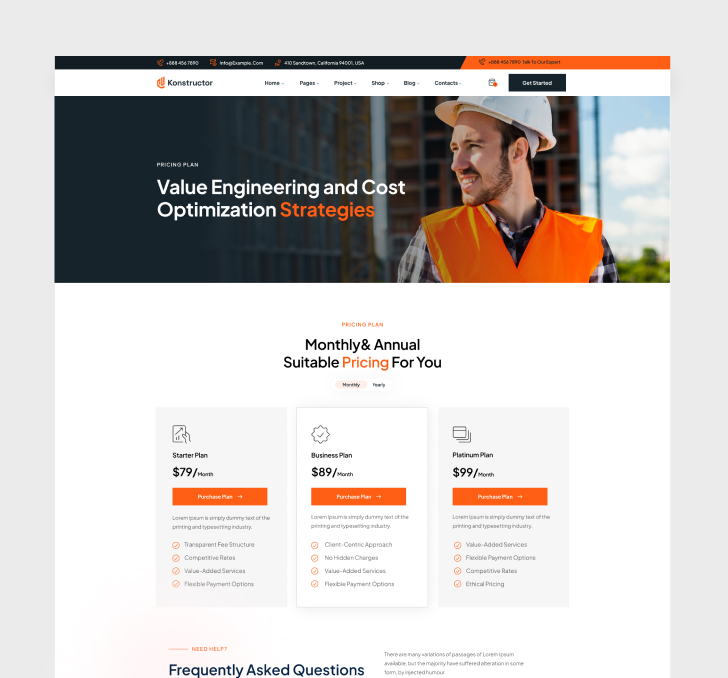 +888 456 7890
Info@Example.Com
410 Sandtown, California 94001, USA
+888 456 7890 Talk To Our Expert
Konstructor
Home
Pages
Project
Shop
Blog
Contacts
Get Started
PRICING PLAN
Value Engineering and Cost
Optimization Strategies
PRICING PLAN
Monthly& Annual
Suitable Pricing For You
Monthly
Yearly
Starter Plan
$79/Month
Purchase Plan
Lorem Ipsum is simply dummy text of the
printing and typesetting industry.
Transparent Fee Structure
Competitive Rates
Value-Added Services
Flexible Payment Options
Business Plan
$89/Month
Purchase Plan
Lorem Ipsum is simply dummy text of the
printing and typesetting industry.
Client-Centric Approach
No Hidden Charges
Value-Added Services
Flexible Payment Options
Platinum Plan
$99/Month
Purchase Plan
Lorem Ipsum is simply dummy text of the
printing and typesetting industry.
Value-Added Services
Flexible Payment Options
Competitive Rates
Ethical Pricing
NEED HELP?
Frequently Asked Questions
There are many variations of passages of Lorem Ipsum
available, but the majority have suffered alteration in some
form, by injected humour